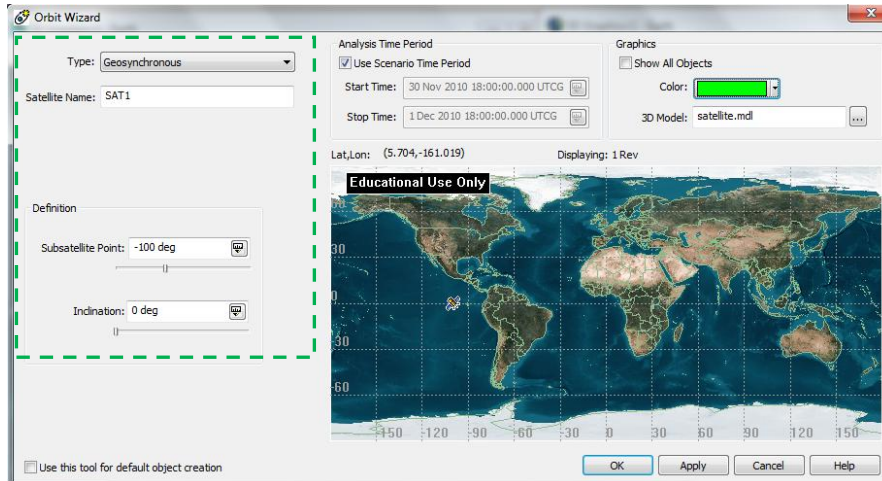 Orbit Wizard
Type: Geosynchronous
Satellite Name: SAT1
Definition
Subsatellite Point: -100 deg
Inclination: 0 deg
Use this tool for default object creation
Analysis Time Period
Use Scenario Time Period
Start Time: 30 Nov 2010 18:00:00.000 UTCG
Stop Time: 1 Dec 2010 18:00:00.000 UTCG
Graphics
Show All Objects
Color:
3D Model: satellite.mdl ...
Lat,Lon: (5.704,-161.019) Displaying: 1 Rev
Educational Use Only
30
0
-30
-60
-150 -120 -90 -60 -30 0 30 60 90 120 150
OK Apply Cancel Help